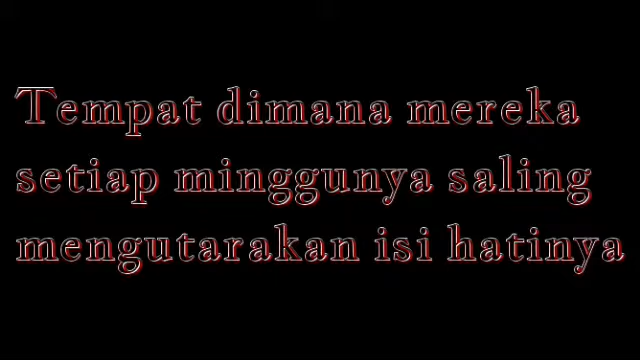 Tempat dimana mereka
setiap minggunya saling
mengutarakan isi hatinya